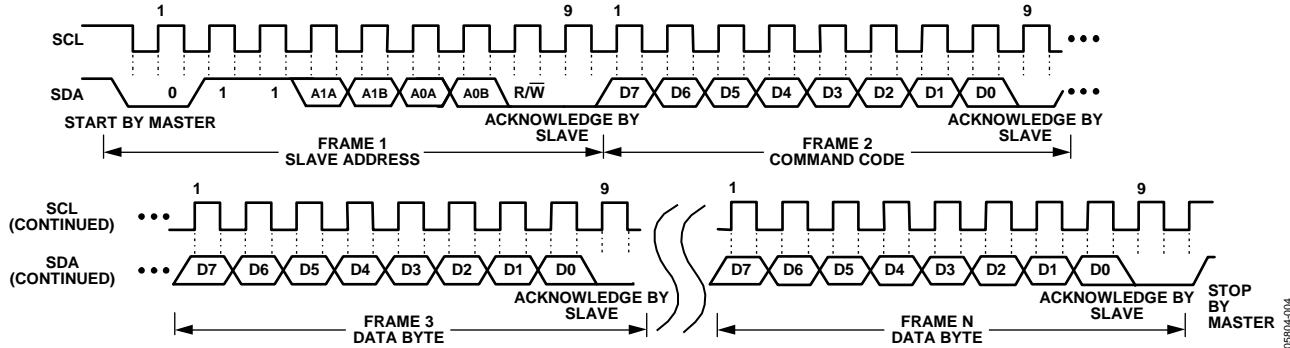 1 9 1 9
SCL
SDA
0 1 1 A1A A1B A0A A0B R/W̅ D7 D6 D5 D4 D3 D2 D1 D0
START BY MASTER
ACKNOWLEDGE BY
SLAVE
ACKNOWLEDGE BY
SLAVE
FRAME 1
SLAVE ADDRESS
FRAME 2
COMMAND CODE
1 9 1 9
SCL
(CONTINUED)
SDA
(CONTINUED)
D7 D6 D5 D4 D3 D2 D1 D0 D7 D6 D5 D4 D3 D2 D1 D0
ACKNOWLEDGE BY
SLAVE
ACKNOWLEDGE BY
SLAVE
STOP
BY
MASTER
FRAME 3
DATA BYTE
FRAME N
DATA BYTE
05804-004